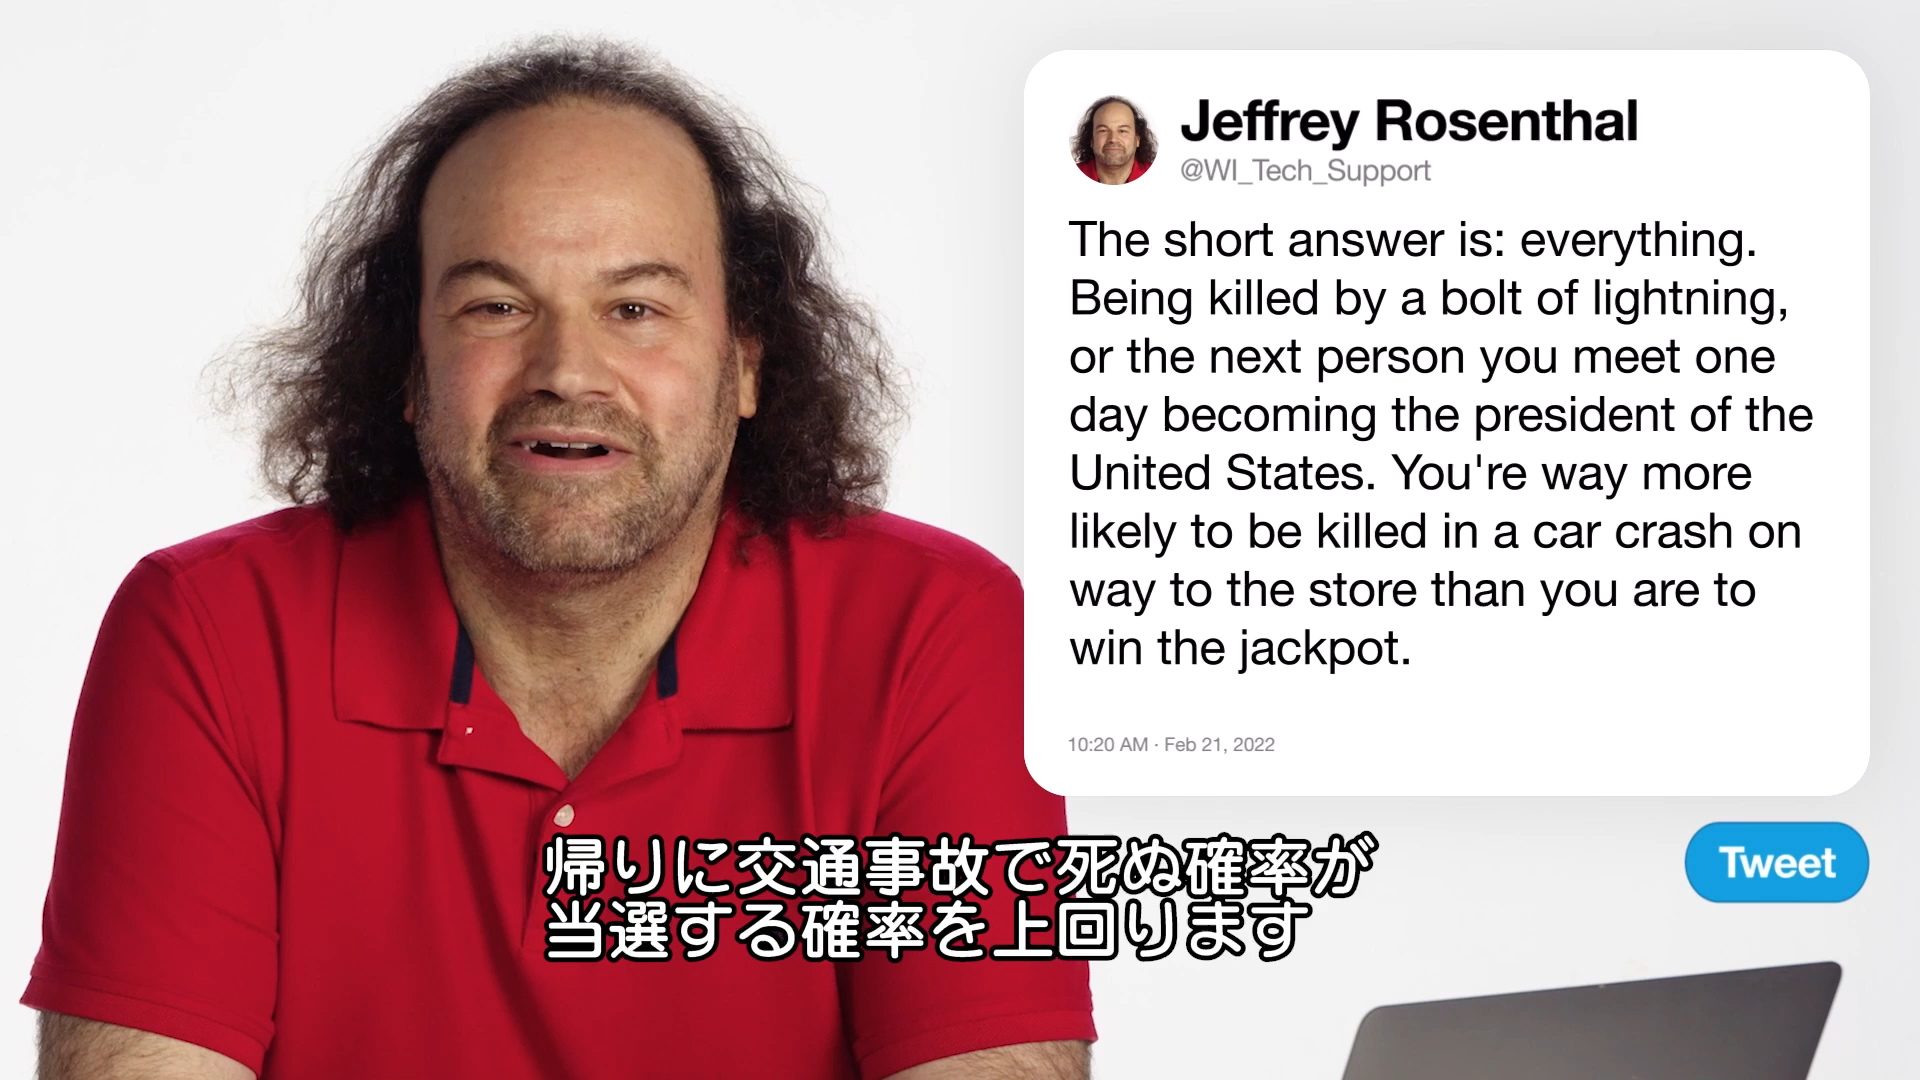 Jeffrey Rosenthal
@WI_Tech_Support
The short answer is: everything.
Being killed by a bolt of lightning,
or the next person you meet one
day becoming the president of the
United States. You're way more
likely to be killed in a car crash on
way to the store than you are to
win the jackpot.
10:20 AM · Feb 21, 2022
Tweet
帰りに交通事故で死ぬ確率が
当選する確率を上回ります